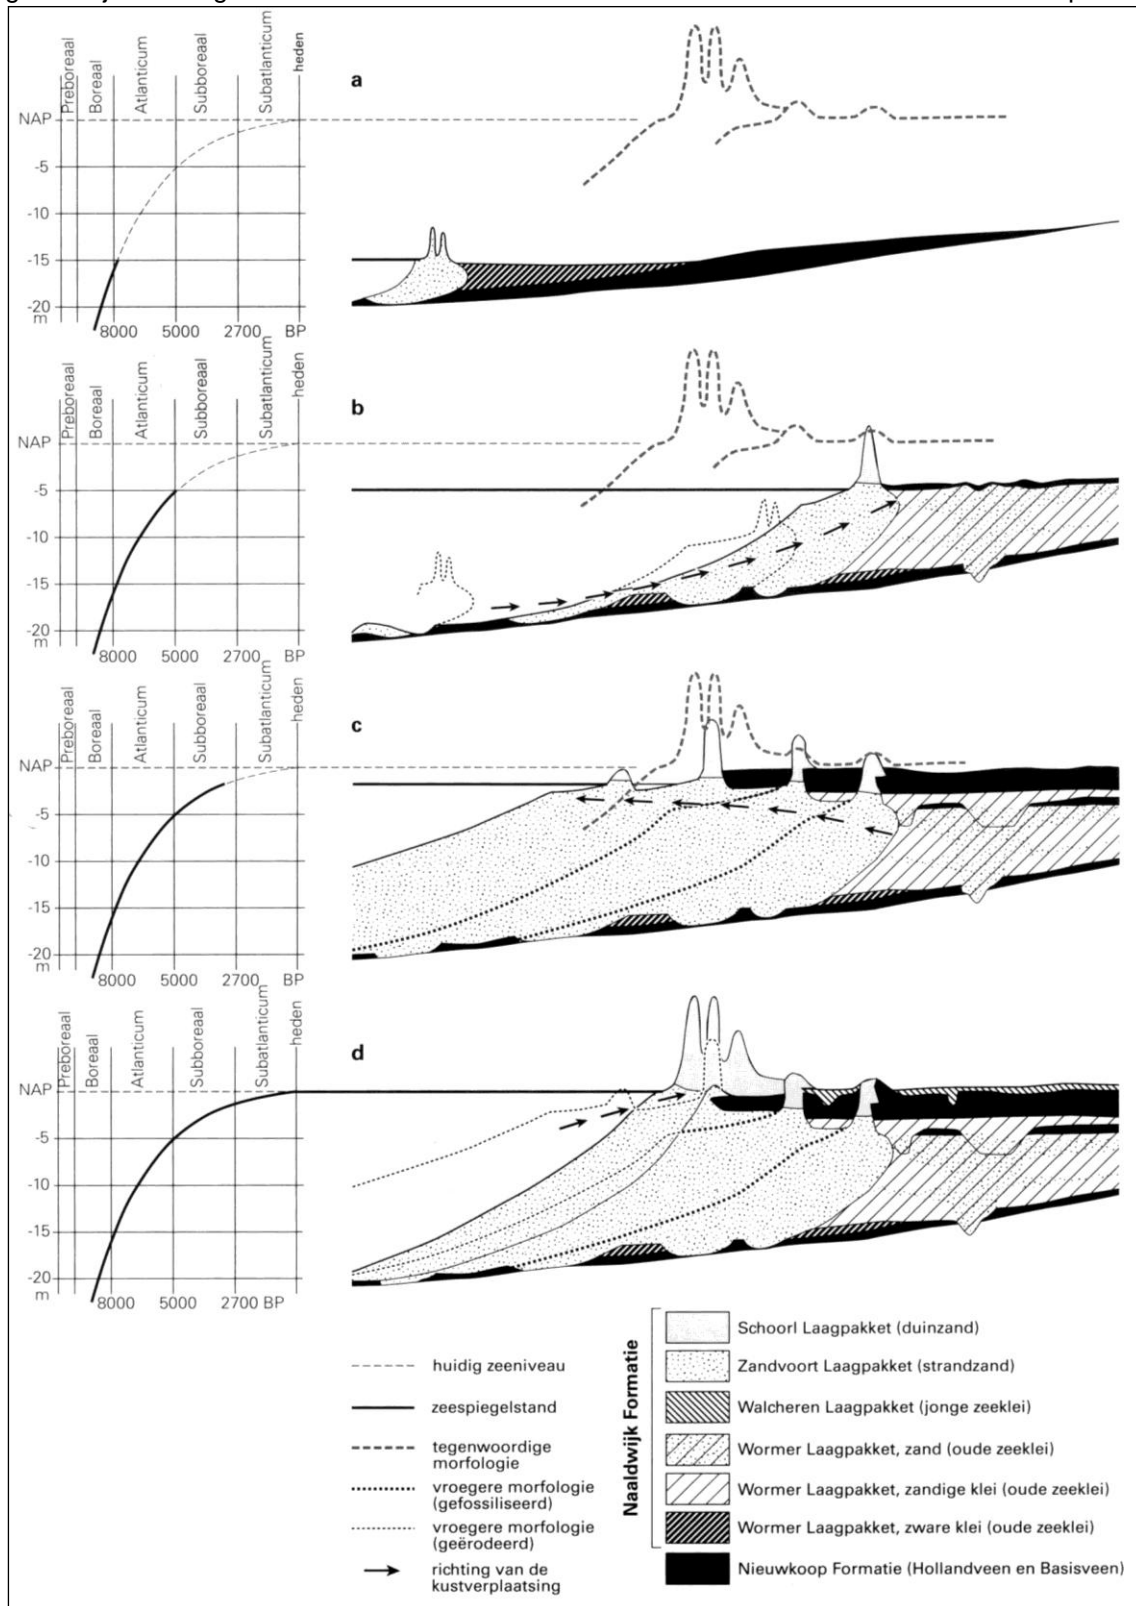 Preboreaal
Boreaal
Atlanticum
Subboreaal
Subatlanticum
heden
a
NAP
-5
-10
-15
-20
m
8000
5000
2700
BP
Preboreaal
Boreaal
Atlanticum
Subboreaal
Subatlanticum
heden
b
NAP
-5
-10
-15
-20
m
8000
5000
2700
BP
Preboreaal
Boreaal
Atlanticum
Subboreaal
Subatlanticum
heden
c
NAP
-5
-10
-15
-20
m
8000
5000
2700
BP
Preboreaal
Boreaal
Atlanticum
Subboreaal
Subatlanticum
heden
d
NAP
-5
-10
-15
-20
m
8000
5000
2700 BP
huidig zeeniveau
zeespiegelstand
tegenwoordige
morfologie
vroegere morfologie
(gefossiliseerd)
vroegere morfologie
(geërodeerd)
richting van de
kustverplaatsing
Naaldwijk Formatie
Schoorl Laagpakket (duinzand)
Zandvoort Laagpakket (strandzand)
Walcheren Laagpakket (jonge zeeklei)
Wormer Laagpakket, zand (oude zeeklei)
Wormer Laagpakket, zandige klei (oude zeeklei)
Wormer Laagpakket, zware klei (oude zeeklei)
Nieuwkoop Formatie (Hollandveen en Basisveen)